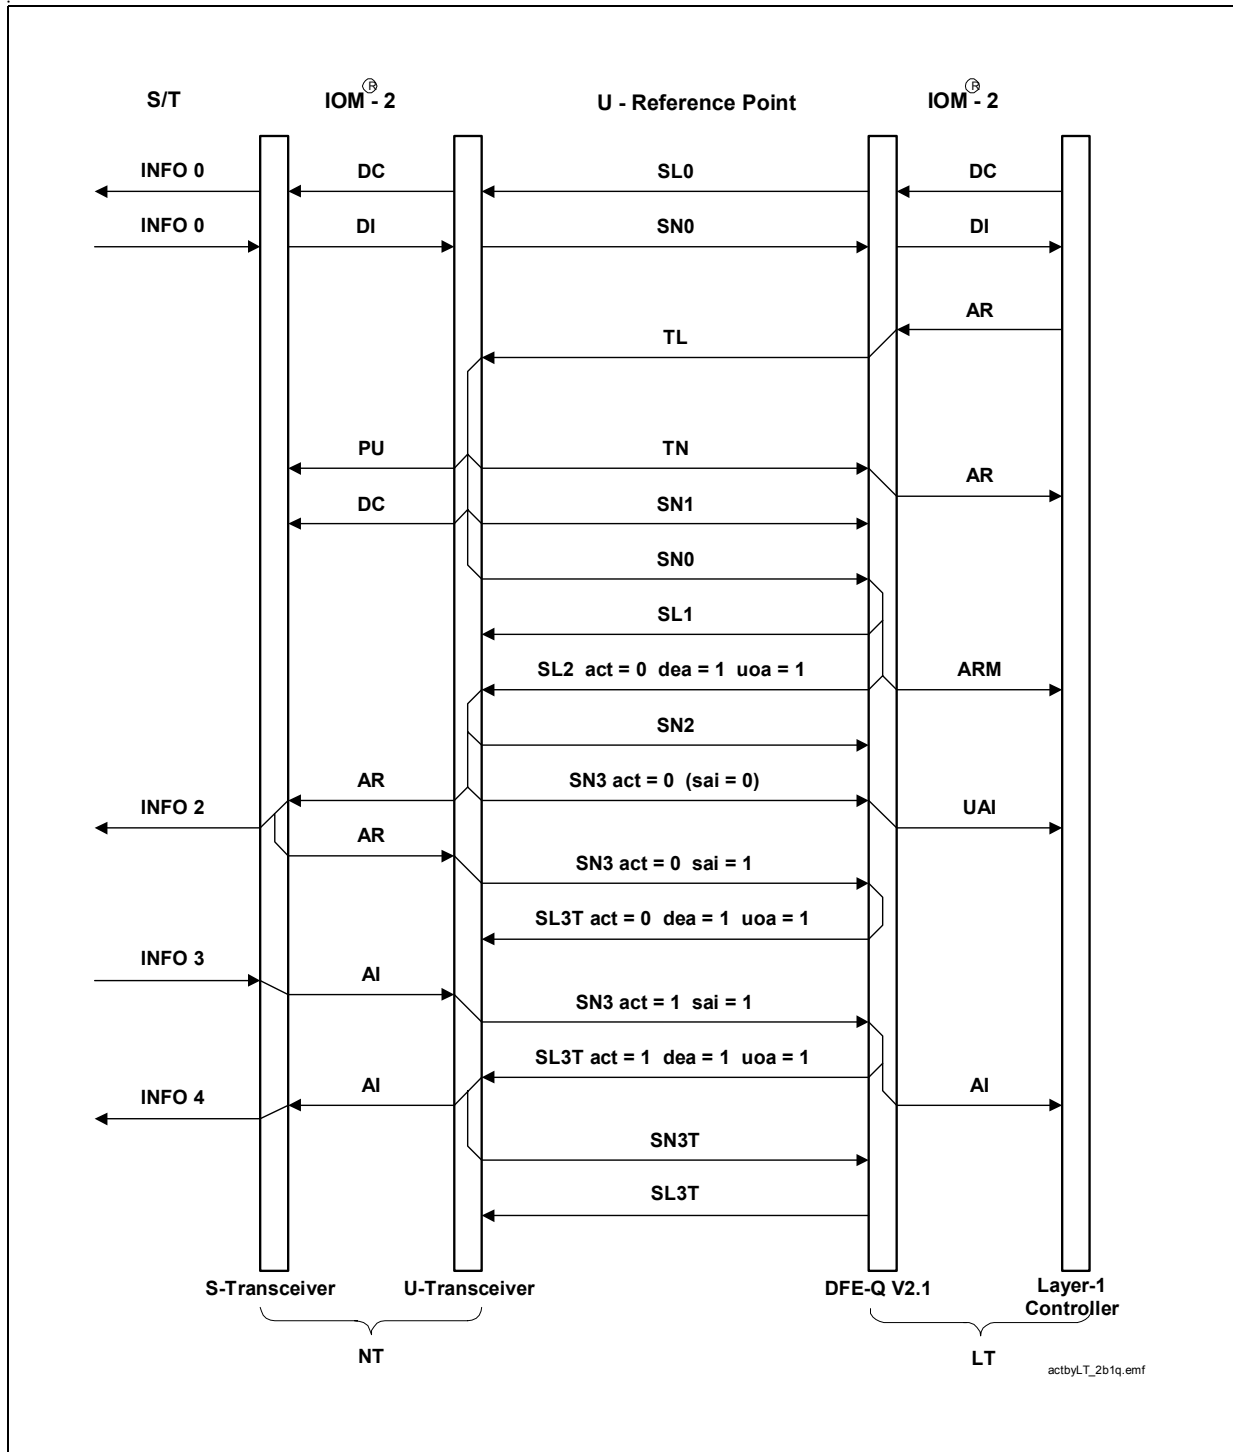 S/T IOM® - 2 U - Reference Point IOM® - 2
INFO 0 DC SL0 DC
INFO 0 DI SN0 DI
AR
TL
PU TN
AR
DC SN1
SN0
SL1
SL2 act = 0 dea = 1 uoa = 1 ARM
SN2
AR SN3 act = 0 (sai = 0)
INFO 2 UAI
AR
SN3 act = 0 sai = 1
SL3T act = 0 dea = 1 uoa = 1
INFO 3
AI
SN3 act = 1 sai = 1
SL3T act = 1 dea = 1 uoa = 1
INFO 4 AI AI
SN3T
SL3T
S-Transceiver U-Transceiver DFE-Q V2.1 Layer-1
Controller
NT LT
actbyLT_2b1q.emf